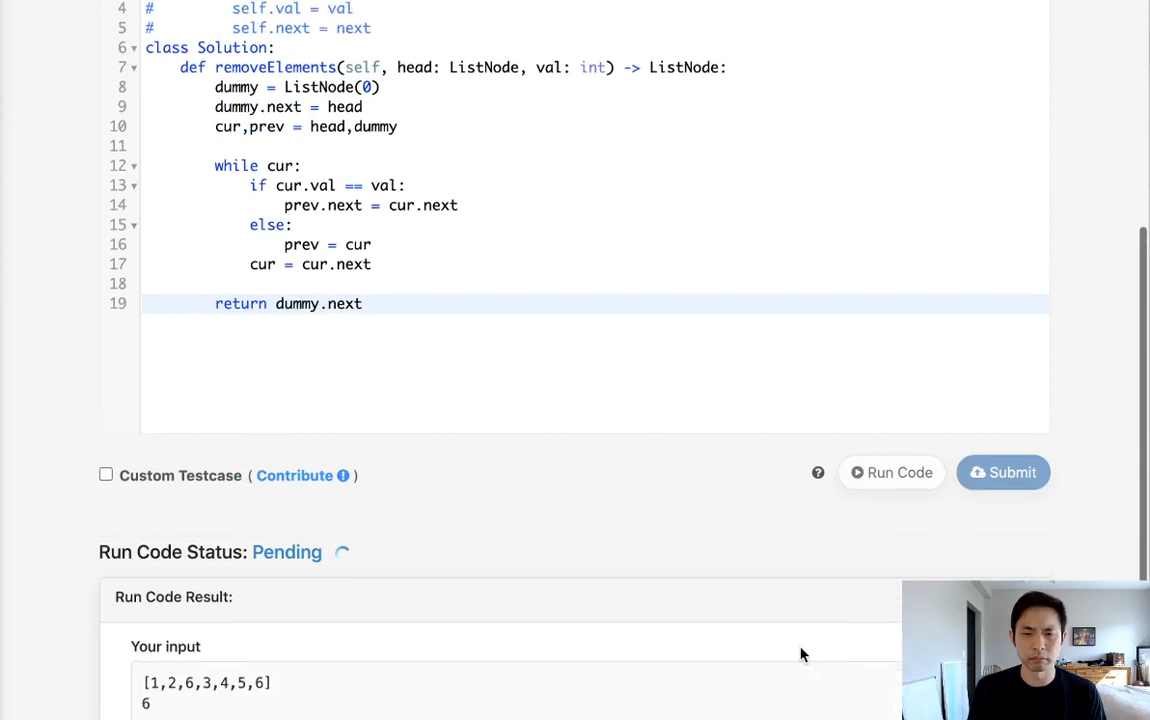 4 #         self.val = val
5 #         self.next = next
6 class Solution:
7     def removeElements(self, head: ListNode, val: int) -> ListNode:
8         dummy = ListNode(0)
9         dummy.next = head
10         cur,prev = head,dummy
11
12         while cur:
13             if cur.val == val:
14                 prev.next = cur.next
15             else:
16                 prev = cur
17             cur = cur.next
18
19         return dummy.next
Custom Testcase ( Contribute )
? Run Code Submit
Run Code Status: Pending
Run Code Result:
Your input
[1,2,6,3,4,5,6]
6